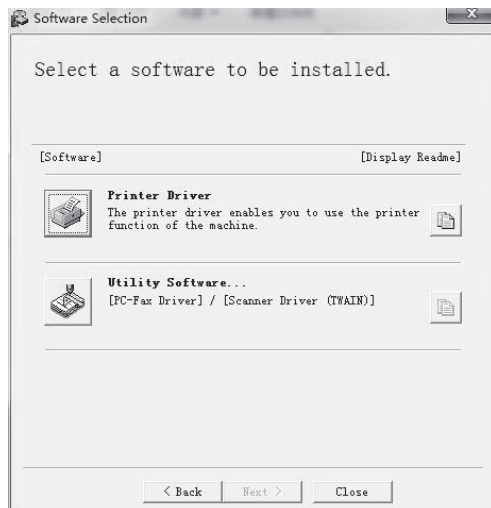 Software Selection
Select a software to be installed.
[Software] [Display Readme]
Printer Driver
The printer driver enables you to use the printer
function of the machine.
Utility Software...
[PC-Fax Driver] / [Scanner Driver (TWAIN)]
< Back Next > Close